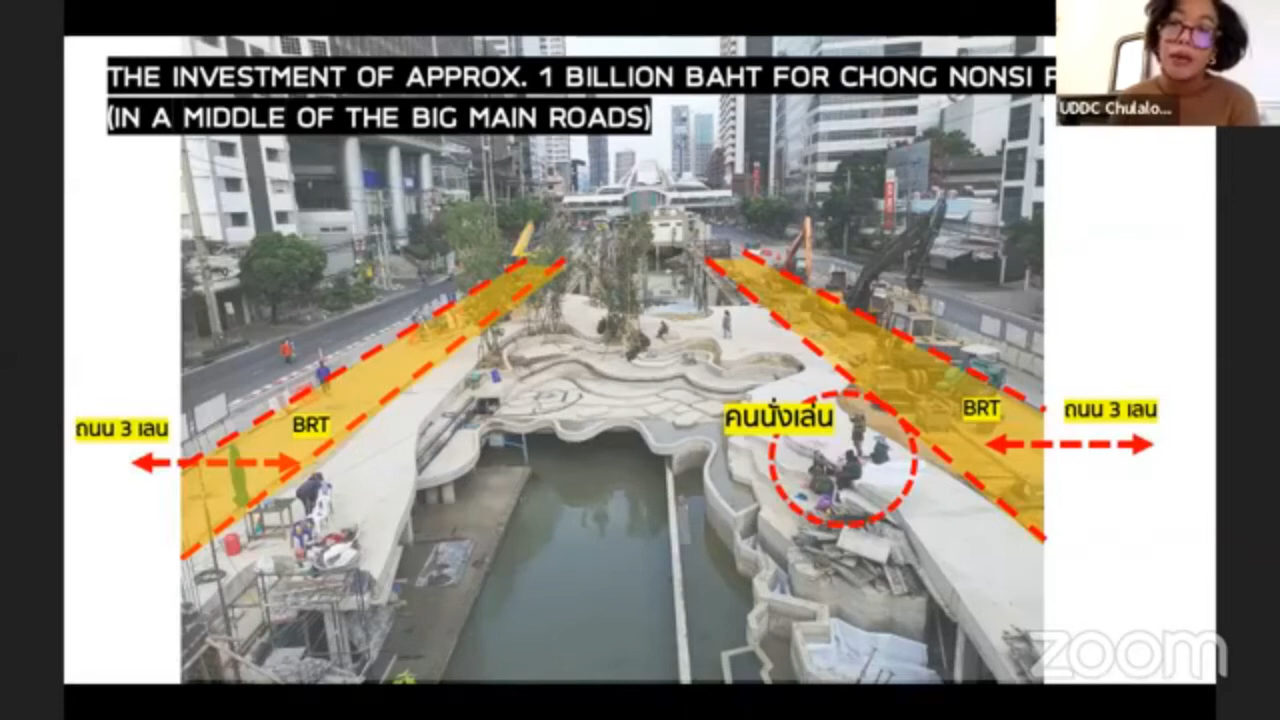 THE INVESTMENT OF APPROX. 1 BILLION BAHT FOR CHONG NONSI
(IN A MIDDLE OF THE BIG MAIN ROADS)
UDDC Chulalo...
ถนน 3 เลน
BRT
คนนั่งเล่น
BRT
ถนน 3 เลน
zoom